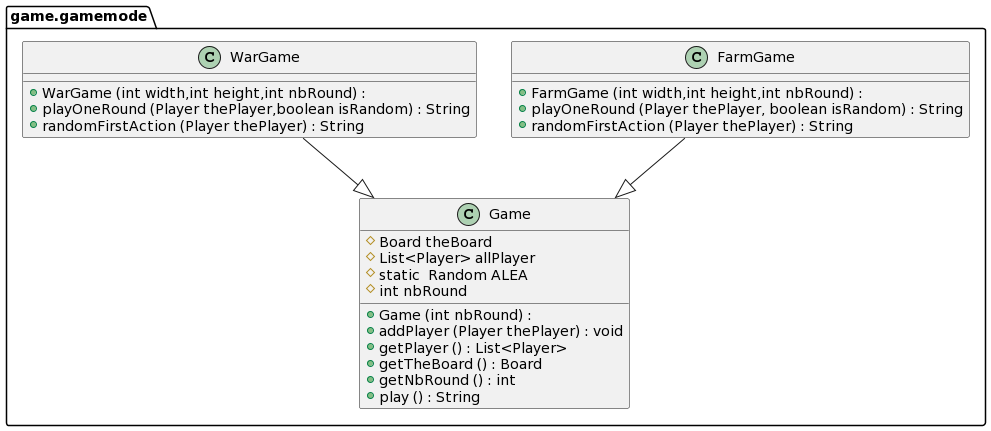 game.gamemode
C WarGame
WarGame (int width,int height,int nbRound) :
playOneRound (Player thePlayer,boolean isRandom) : String
randomFirstAction (Player thePlayer) : String
C FarmGame
FarmGame (int width,int height,int nbRound) :
playOneRound (Player thePlayer, boolean isRandom) : String
randomFirstAction (Player thePlayer) : String
C Game
Board theBoard
List<Player> allPlayer
static  Random ALEA
int nbRound
Game (int nbRound) :
addPlayer (Player thePlayer) : void
getPlayer () : List<Player>
getTheBoard () : Board
getNbRound () : int
play () : String